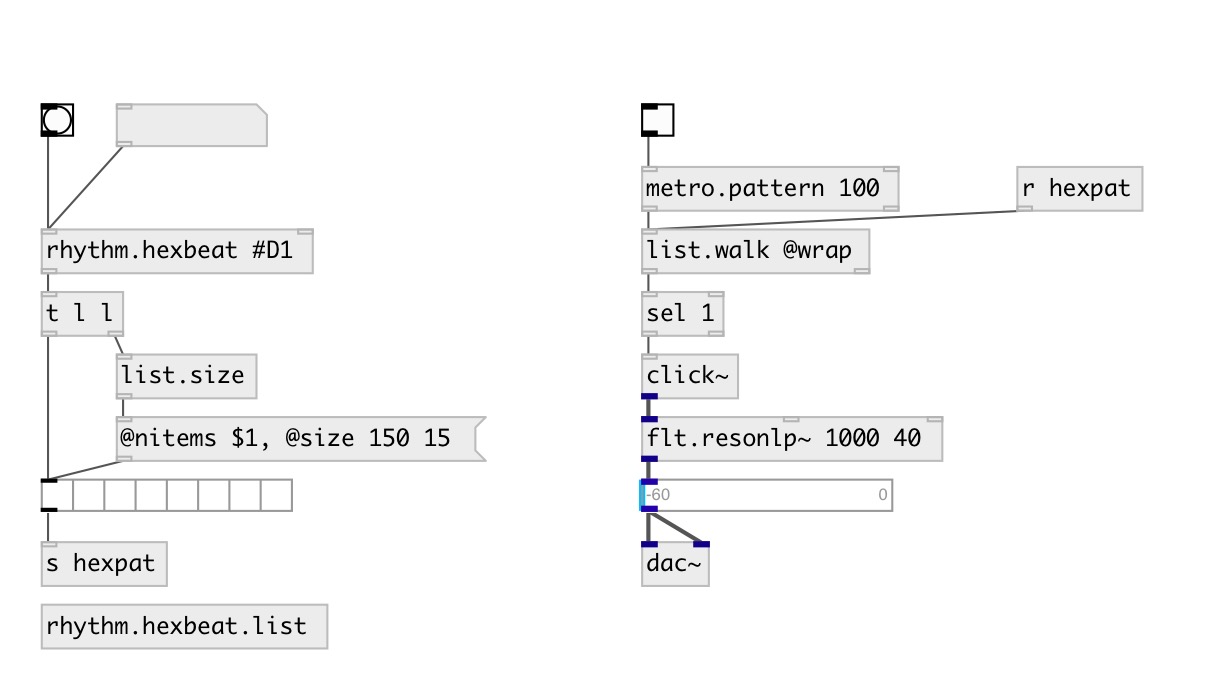 rhythm.hexbeat #D1
t l l
list.size
@nitems $1, @size 150 15
s hexpat
rhythm.hexbeat.list
metro.pattern 100
r hexpat
list.walk @wrap
sel 1
click~
flt.resonlp~ 1000 40
-60 0
dac~